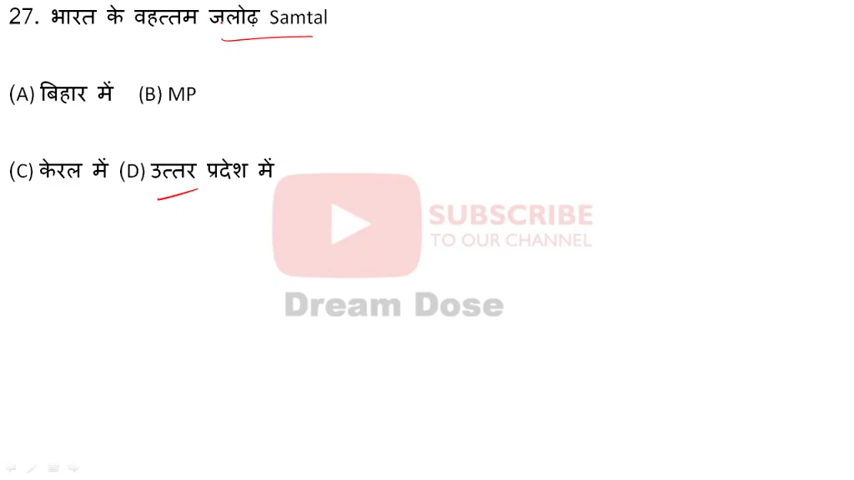 27. भारत के वहत्तम जलोढ़ Samtal
(A) बिहार में (B) MP
(C) केरल में (D) उत्तर प्रदेश में
SUBSCRIBE
TO OUR CHANNEL
Dream Dose